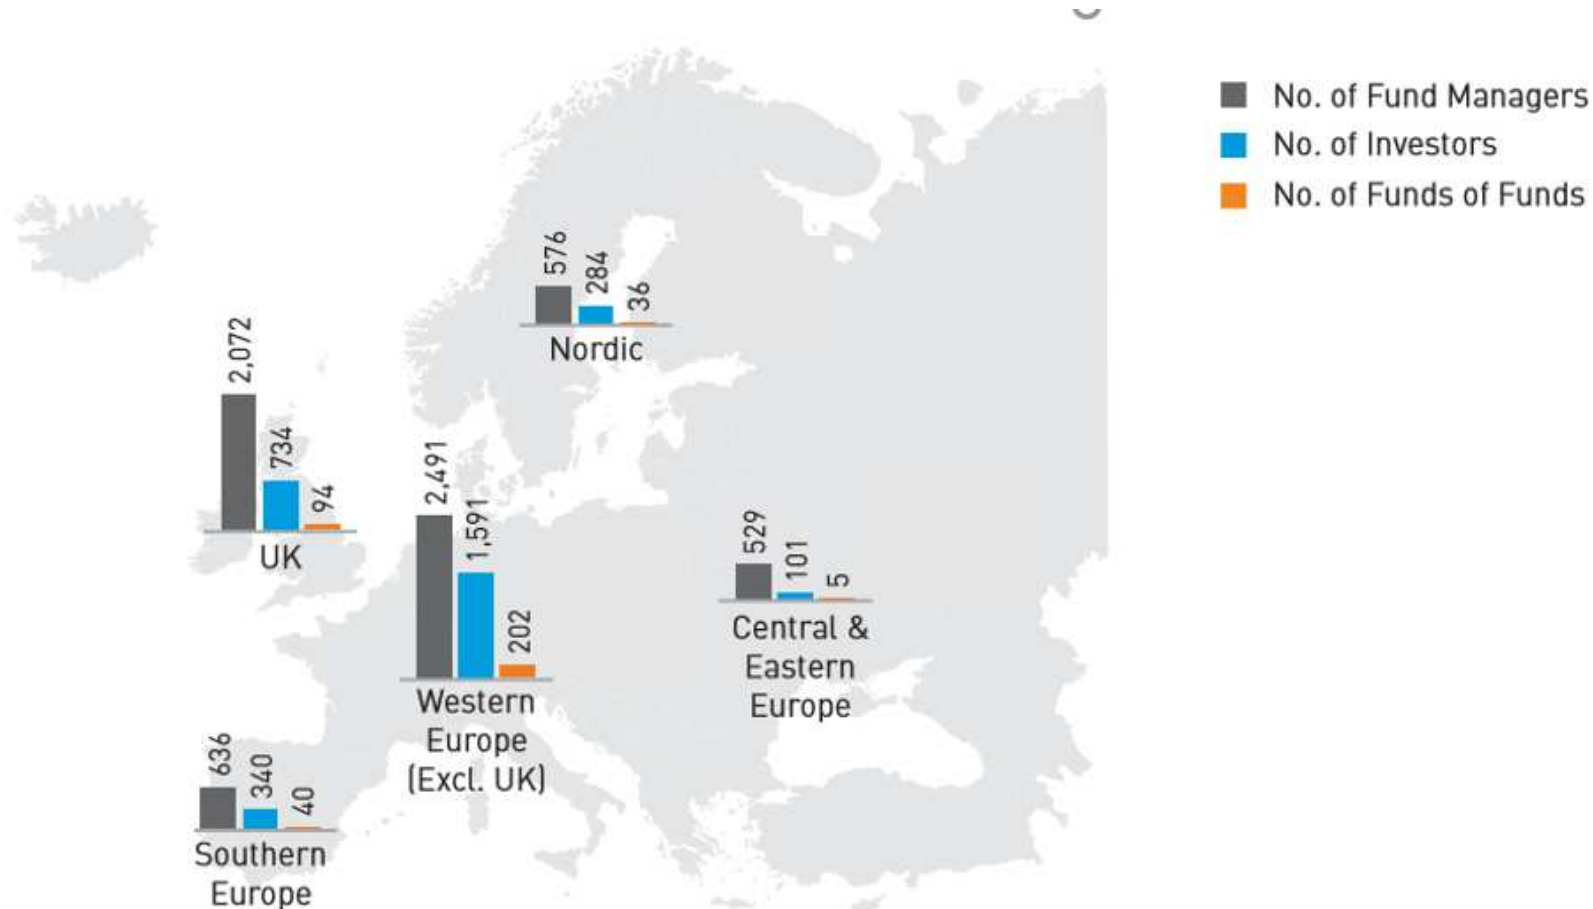 No. of Fund Managers
No. of Investors
No. of Funds of Funds
576
284
36
Nordic
2,072
734
94
UK
2,491
1,591
202
Western
Europe
(Excl. UK)
529
101
5
Central &
Eastern
Europe
636
340
40
Southern
Europe